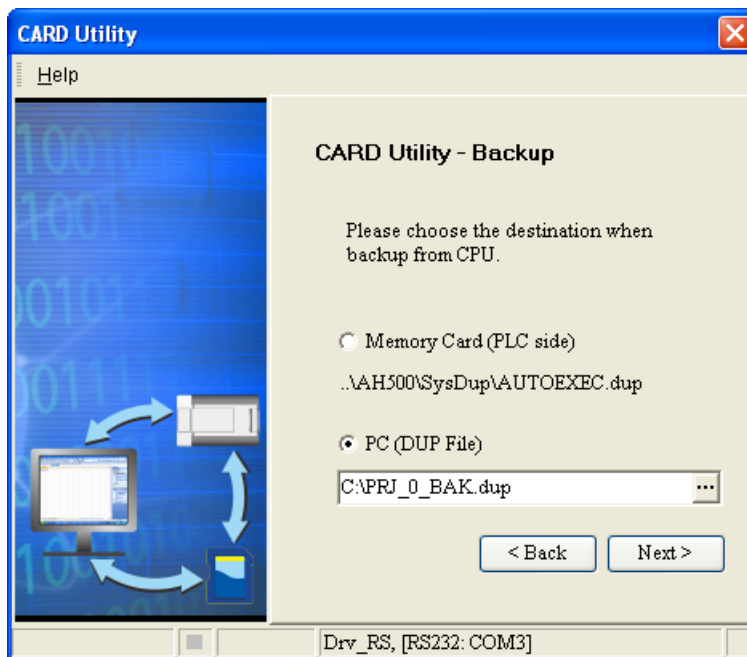 CARD Utility
Help
CARD Utility - Backup
Please choose the destination when
backup from CPU.
Memory Card (PLC side)
..\AH500\SysDup\AUTOEXEC.dup
PC (DUP File)
C:\PRJ_0_BAK.dup
...
< Back
Next >
Drv_RS, [RS232: COM3]